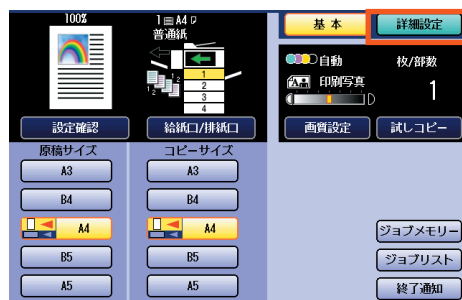 100% 1 A4
普通紙
基本 詳細設定
自動 枚/部数
印刷写真 1
1
2
3
4
1 2
1 2
設定確認 給紙口/排紙口 画質設定 試しコピー
原稿サイズ コピーサイズ
A3 A3
B4 B4
A4 A4
B5 B5
A5 A5
ジョブメモリー
ジョブリスト
終了通知